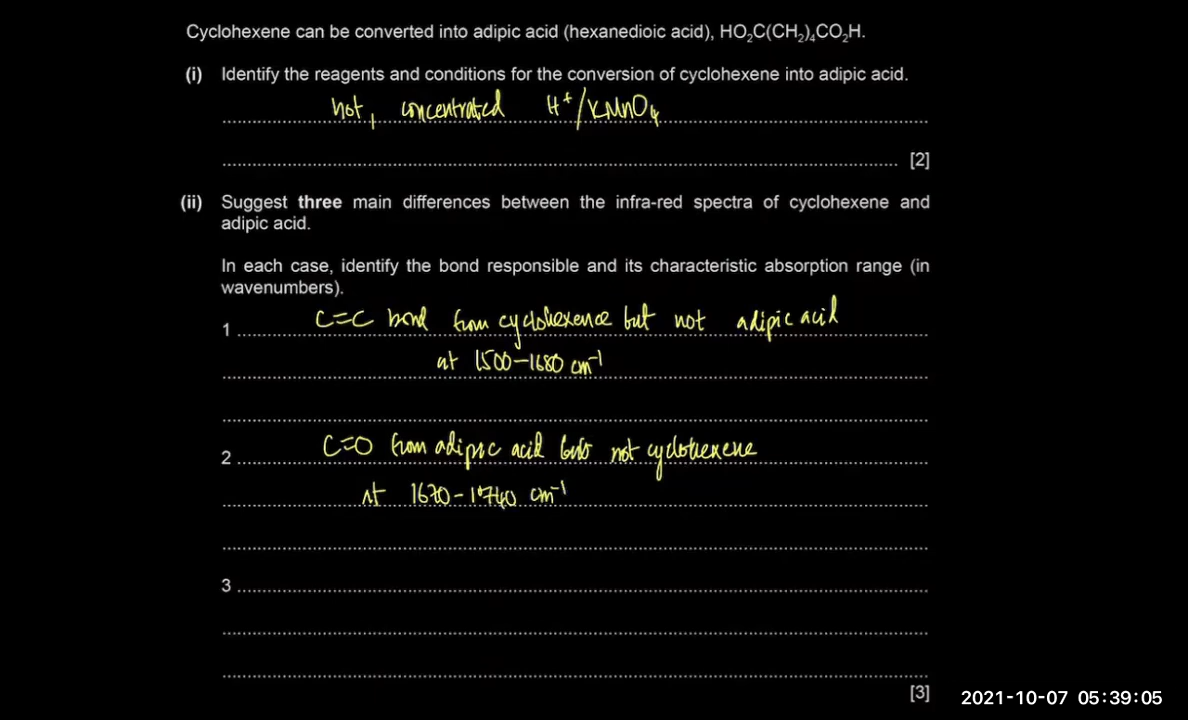 Cyclohexene can be converted into adipic acid (hexanedioic acid), HO₂C(CH₂)₄CO₂H.
(i) Identify the reagents and conditions for the conversion of cyclohexene into adipic acid.
hot, concentrated H⁺/KMnO₄
[2]
(ii) Suggest three main differences between the infra-red spectra of cyclohexene and
adipic acid.
In each case, identify the bond responsible and its characteristic absorption range (in
wavenumbers).
1 C=C bond from cyclohexene but not adipic acid
at 1500-1680 cm⁻¹
2 C=O from adipic acid but not cyclohexene
at 1670-1740 cm⁻¹
3
[3]
2021-10-07 05:39:05